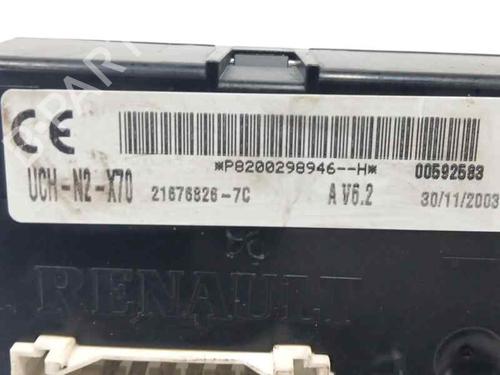 CE
*P8200298946--H*
00592583
UCH-N2-X70
21676826-7C
A V6.2
30/11/2003
RENAULT